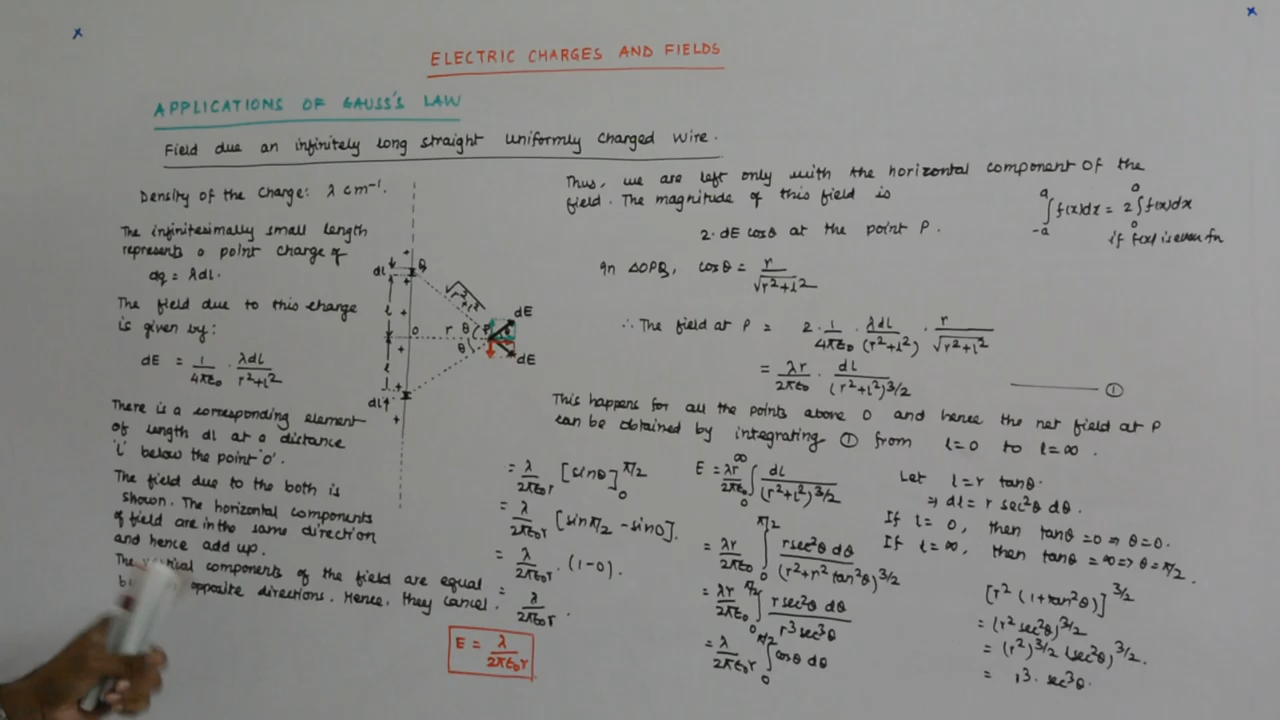 ELECTRIC CHARGES AND FIELDS
APPLICATIONS OF GAUSS'S LAW
Field due an infinitely long straight uniformly charged wire.
Density of the charge: λ cm⁻¹.
The infinitesimally small length
represents a point charge of
dq = λdl.
The field due to this charge
is given by:
dE = 1/4πε₀ · λdl/r²+l²
There is a corresponding element
of length dl at a distance
'l' below the point 'o'.
The field due to the both is
shown. The horizontal components
of field are in the same direction
and hence add up.
The vertical components of the field are equal
opposite directions. Hence, they cancel.
dl
Q
l
O
r
θ
θ
P
θ
√r²+l²
dE
dE
l
dl
Thus, we are left only with the horizontal component of the
field. The magnitude of this field is
2·dE cosθ at the point P.
∫₋ₐᵃ f(x)dx = 2∫₀ᵃ f(x)dx
if f(x) is even fn
In ΔOPQ, cosθ = r/√r²+l²
∴ The field at P = 2·1/4πε₀ · λdl/(r²+l²) · r/√r²+l²
= λr/2πε₀ · dl/(r²+l²)^3/2 ①
This happens for all the points above O and hence the net field at P
can be obtained by integrating ① from l=0 to l=∞.
E = λr/2πε₀ ∫₀^∞ dl/(r²+l²)^3/2
= λr/2πε₀ ∫₀^π/2 rsec²θ dθ/(r²+r² tan²θ)^3/2
= λr/2πε₀ ∫₀^π/2 r sec²θ dθ/r³sec³θ
= λ/2πε₀r ∫₀^π/2 cosθ dθ
Let l=r tanθ.
⇒ dl = r sec²θ dθ.
If l=0, then tanθ=0 ⇒ θ=0.
If l=∞, then tanθ=∞ ⇒ θ=π/2.
[r² (1+tan²θ)]^3/2
= (r² sec²θ)^3/2
= (r²)^3/2 (sec²θ)^3/2.
= r³. sec³θ.
= λ/2πε₀r [sinθ]₀^π/2
= λ/2πε₀r [sinπ/2 - sin0].
= λ/2πε₀r . (1-0).
= λ/2πε₀r .
E = λ/2πε₀r